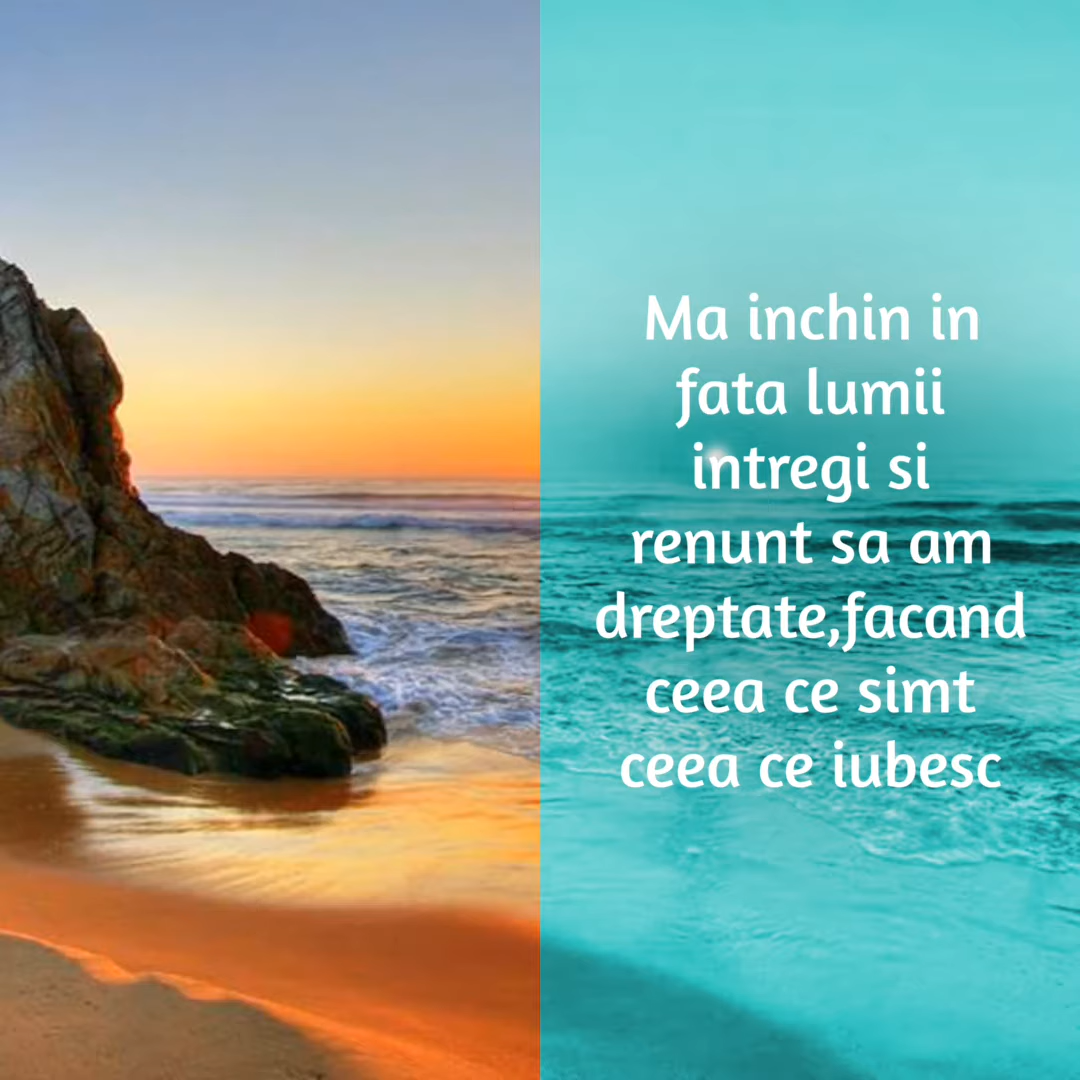 Ma inchin in
fata lumii
intregi si
renunt sa am
dreptate,facand
ceea ce simt
ceea ce iubesc